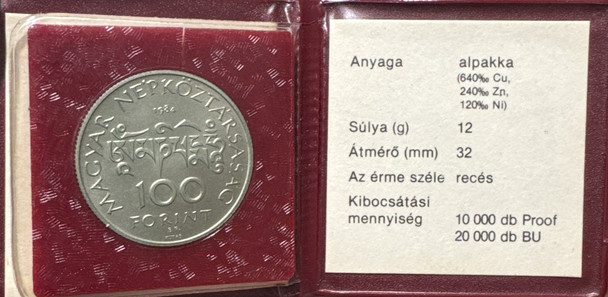 MAGYAR NÉPKÖZTÁRSASÁG
1984
100
FORINT
BP.
Anyaga alpakka
(640‰ Cu,
240‰ Zn,
120‰ Ni)
Súlya (g) 12
Átmérő (mm) 32
Az érme széle recés
Kibocsátási
mennyiség 10 000 db Proof
20 000 db BU